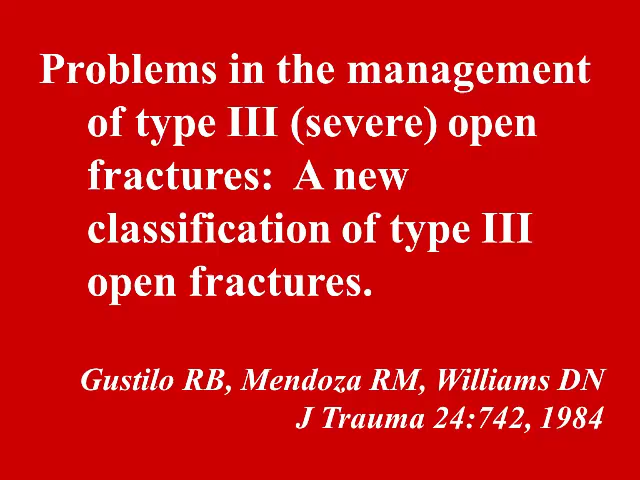 Problems in the management
of type III (severe) open
fractures:  A new
classification of type III
open fractures.
Gustilo RB, Mendoza RM, Williams DN
J Trauma 24:742, 1984